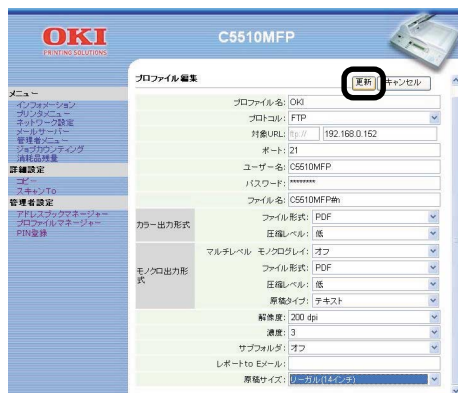 OKI
PRINTING SOLUTIONS
C5510MFP
メニュー
インフォメーション
プリンタメニュー
ネットワーク設定
メールサーバー
管理者メニュー
ジョブカウンティング
消耗品残量
詳細設定
コピー
スキャンTo
管理者設定
アドレスブックマネージャー
プロファイルマネージャー
PIN登録
プロファイル編集
更新 キャンセル
プロファイル名: OKI
プロトコル: FTP
対象URL: ftp:// 192.168.0.152
ポート: 21
ユーザー名: C5510MFP
パスワード: ********
ファイル名: C5510MFP#n
カラー出力形式
ファイル形式: PDF
圧縮レベル: 低
モノクロ出力形式
マルチレベル モノクログレイ: オフ
ファイル形式: PDF
圧縮レベル: 低
原稿タイプ: テキスト
解像度: 200 dpi
濃度: 3
サブフォルダ: オフ
レポートto Eメール:
原稿サイズ: リーガル(14インチ)